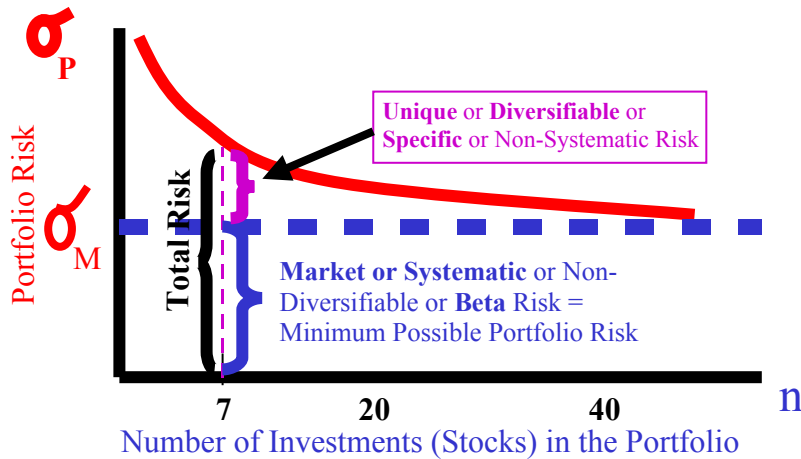 σP
Portfolio Risk
σM
Total Risk
Unique or Diversifiable or
Specific or Non-Systematic Risk
Market or Systematic or Non-
Diversifiable or Beta Risk =
Minimum Possible Portfolio Risk
7 20 40 n
Number of Investments (Stocks) in the Portfolio